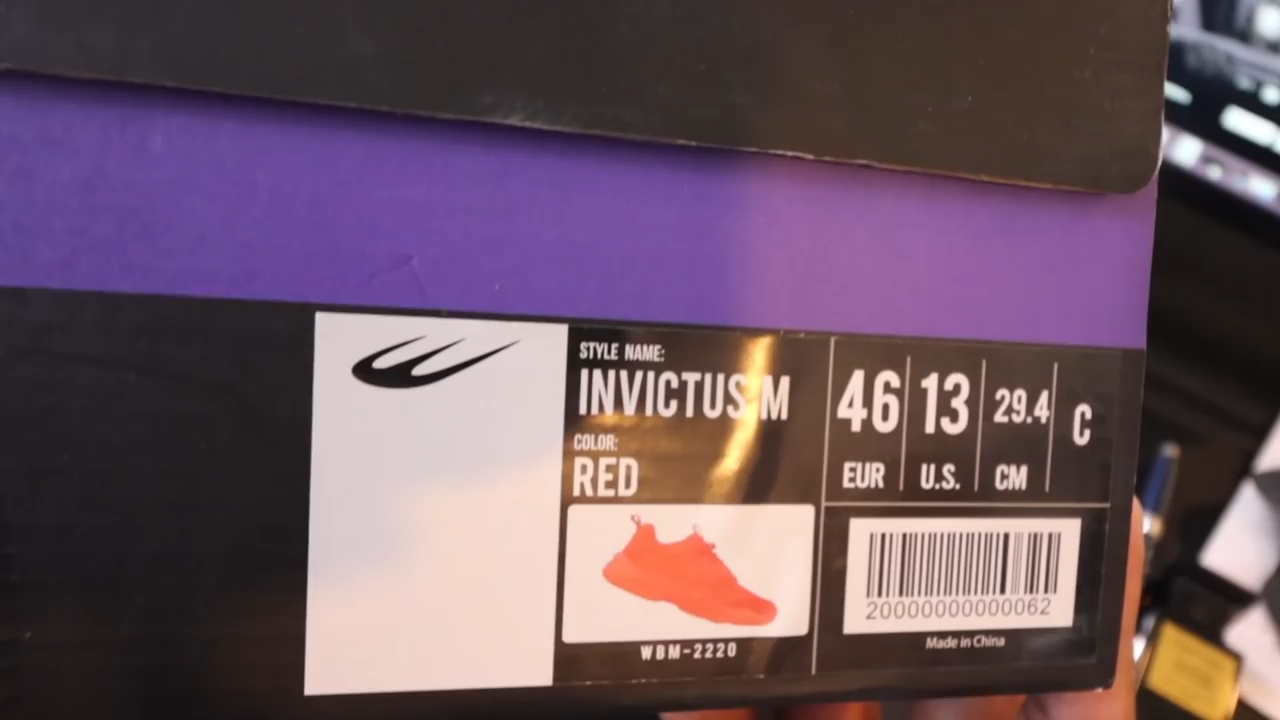 STYLE NAME:
INVICTUS M
COLOR:
RED
WBM-2220
46 13 29.4 C
EUR U.S. CM
20000000000062
Made in China